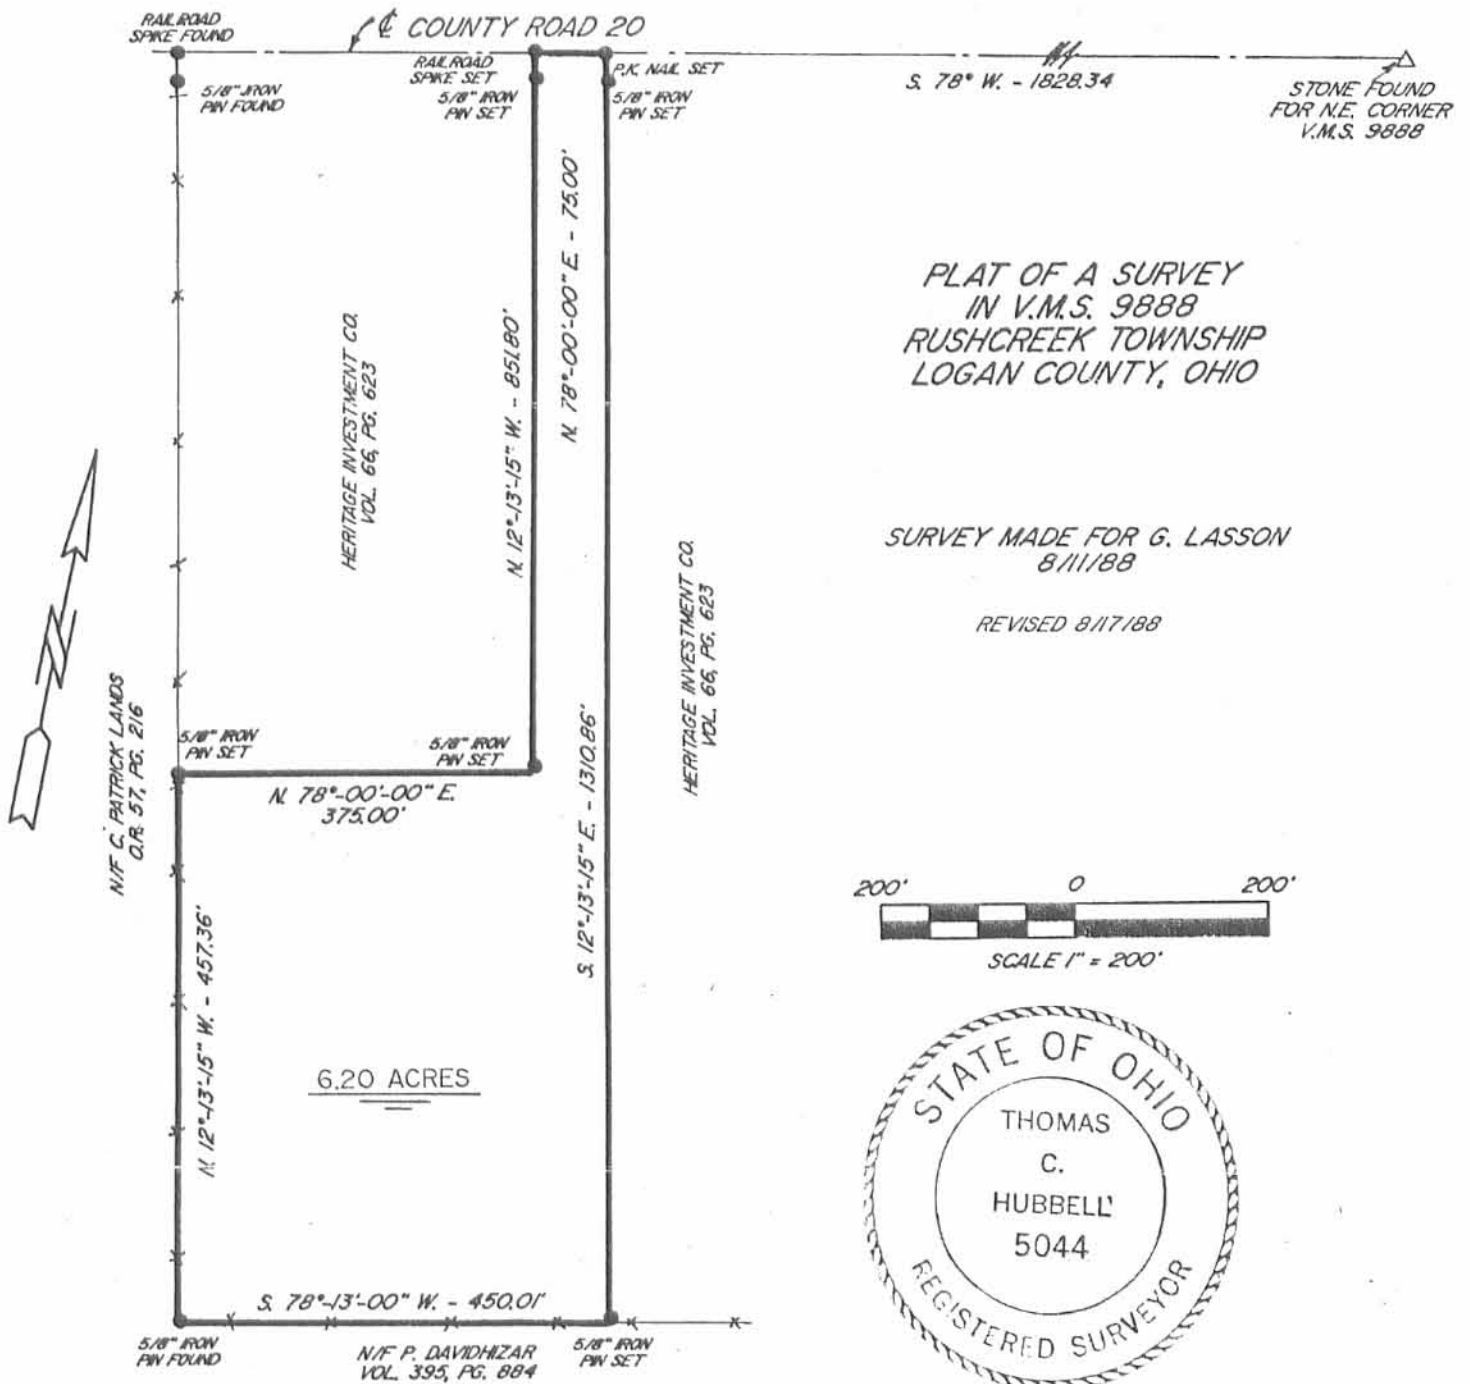 RAILROAD
SPIKE FOUND
℄ COUNTY ROAD 20
RAILROAD
SPIKE SET
P.K. NAIL SET
S. 78° W. - 1828.34
STONE FOUND
FOR N.E. CORNER
V.M.S. 9888
5/8" IRON
PIN FOUND
5/8" IRON
PIN SET
5/8" IRON
PIN SET
N. 78°-00'-00" E. - 75.00'
N. 12°-13'-15" W. - 851.80'
HERITAGE INVESTMENT CO.
VOL. 66, PG. 623
PLAT OF A SURVEY
IN V.M.S. 9888
RUSHCREEK TOWNSHIP
LOGAN COUNTY, OHIO
SURVEY MADE FOR G. LASSON
8/11/88
REVISED 8/17/88
HERITAGE INVESTMENT CO.
VOL. 66, PG. 623
N/F C. PATRICK LANDS
O.R. 57, PG. 216
5/8" IRON
PIN SET
5/8" IRON
PIN SET
N. 78°-00'-00" E.
375.00'
S. 12°-13'-15" E. - 1310.86'
N. 12°-13'-15" W. - 457.36'
200' 0 200'
SCALE 1" = 200'
6.20 ACRES
STATE OF OHIO
THOMAS
C.
HUBBELL
5044
REGISTERED SURVEYOR
S. 78°-13'-00" W. - 450.01'
5/8" IRON
PIN FOUND
N/F P. DAVIDHIZAR
VOL. 395, PG. 884
5/8" IRON
PIN SET